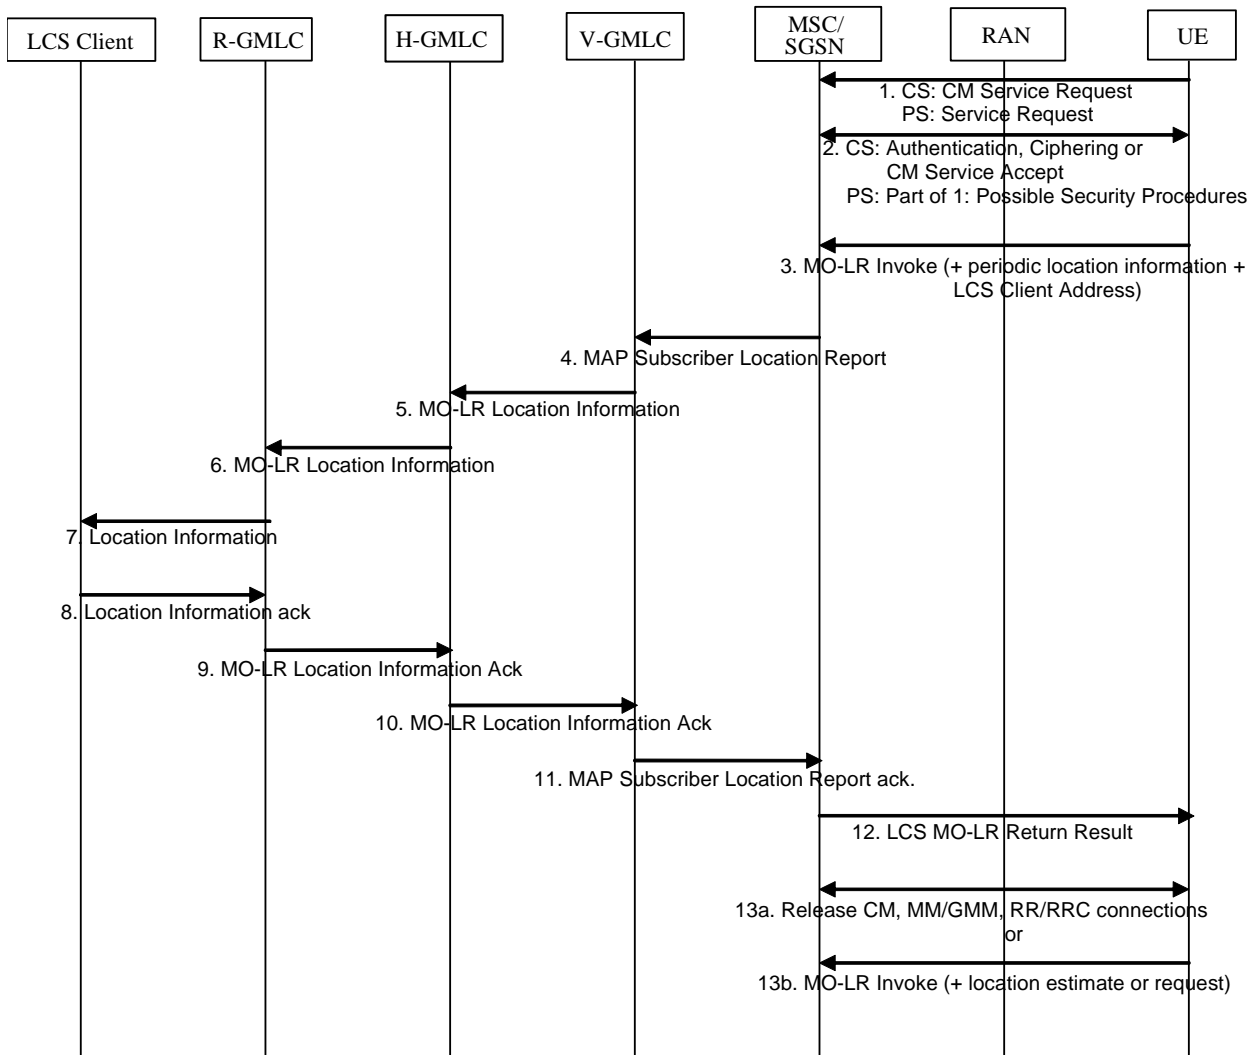 LCS Client
R-GMLC
H-GMLC
V-GMLC
MSC/
SGSN
RAN
UE
1. CS: CM Service Request
PS: Service Request
2. CS: Authentication, Ciphering or
CM Service Accept
PS: Part of 1: Possible Security Procedures
3. MO-LR Invoke (+ periodic location information +
LCS Client Address)
4. MAP Subscriber Location Report
5. MO-LR Location Information
6. MO-LR Location Information
7. Location Information
8. Location Information ack
9. MO-LR Location Information Ack
10. MO-LR Location Information Ack
11. MAP Subscriber Location Report ack.
12. LCS MO-LR Return Result
13a. Release CM, MM/GMM, RR/RRC connections
or
13b. MO-LR Invoke (+ location estimate or request)